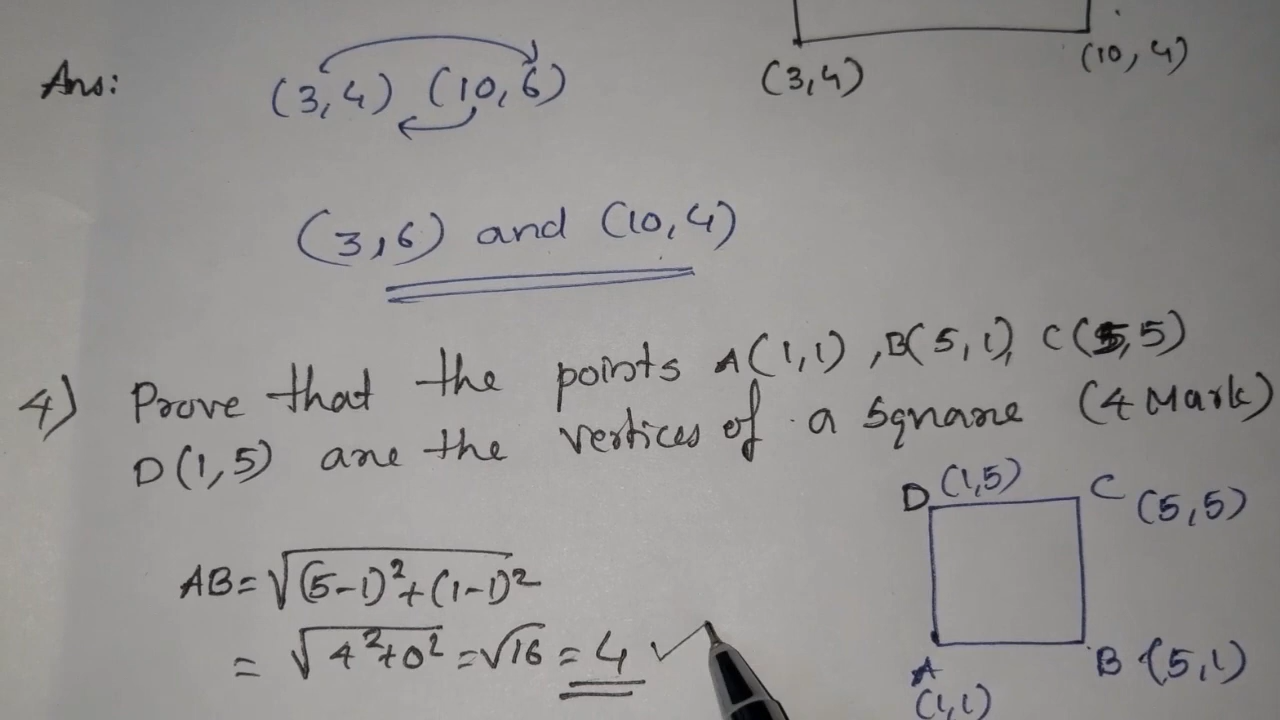 Ans: (3,4) (10,6)
(3,4)
(10,4)
(3,6) and (10,4)
4) Prove that the points A(1,1), B(5,1), C(5,5)
D(1,5) are the vertices of a square (4 Mark)
D (1,5) C (5,5)
AB=√(5-1)²+(1-1)²
= √4²+0² =√16 = 4 ✓
A
B (5,1)
(1,1)